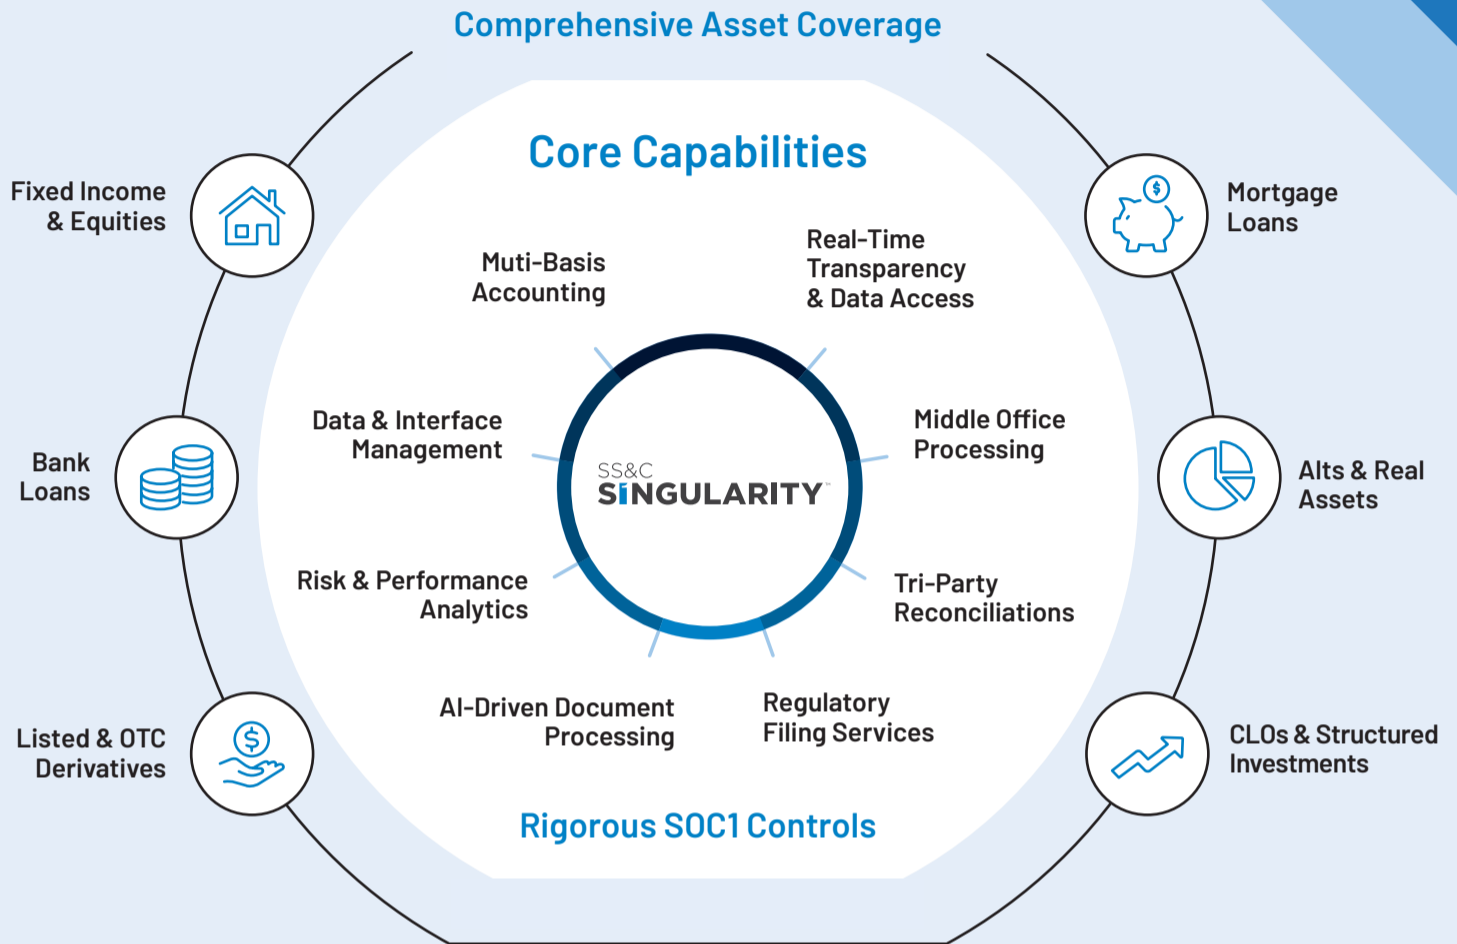 Comprehensive Asset Coverage
Core Capabilities
Fixed Income
& Equities
Bank
Loans
Listed & OTC
Derivatives
Muti-Basis
Accounting
Data & Interface
Management
Risk & Performance
Analytics
AI-Driven Document
Processing
SS&C
SINGULARITY™
Real-Time
Transparency
& Data Access
Middle Office
Processing
Tri-Party
Reconciliations
Regulatory
Filing Services
Rigorous SOC1 Controls
$
Mortgage
Loans
Alts & Real
Assets
CLOs & Structured
Investments
$